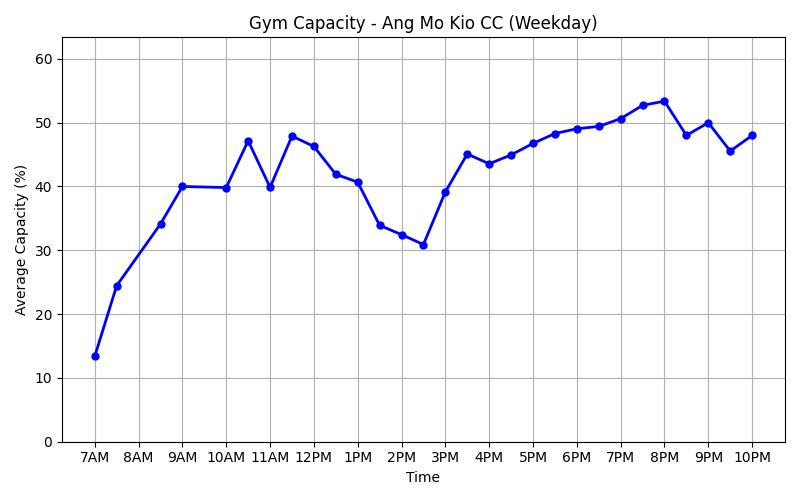 Gym Capacity - Ang Mo Kio CC (Weekday)
Average Capacity (%)
60
50
40
30
20
10
0
7AM 8AM 9AM 10AM 11AM 12PM 1PM 2PM 3PM 4PM 5PM 6PM 7PM 8PM 9PM 10PM
Time